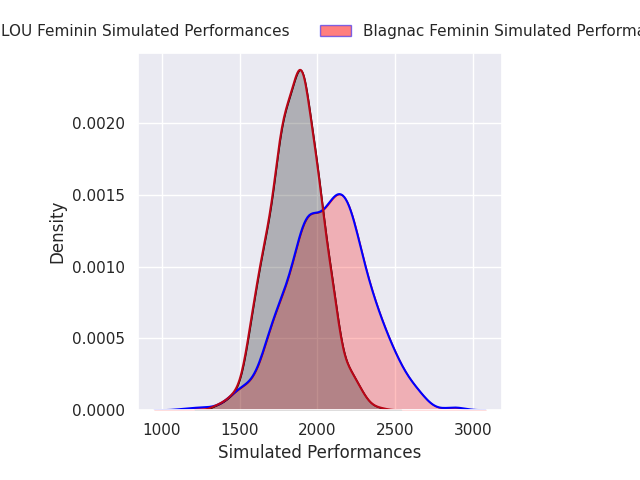 LOU Feminin Simulated Performances
Blagnac Feminin Simulated Performa
0.0020
0.0015
0.0010
0.0005
0.0000
Density
1000 1500 2000 2500 3000
Simulated Performances